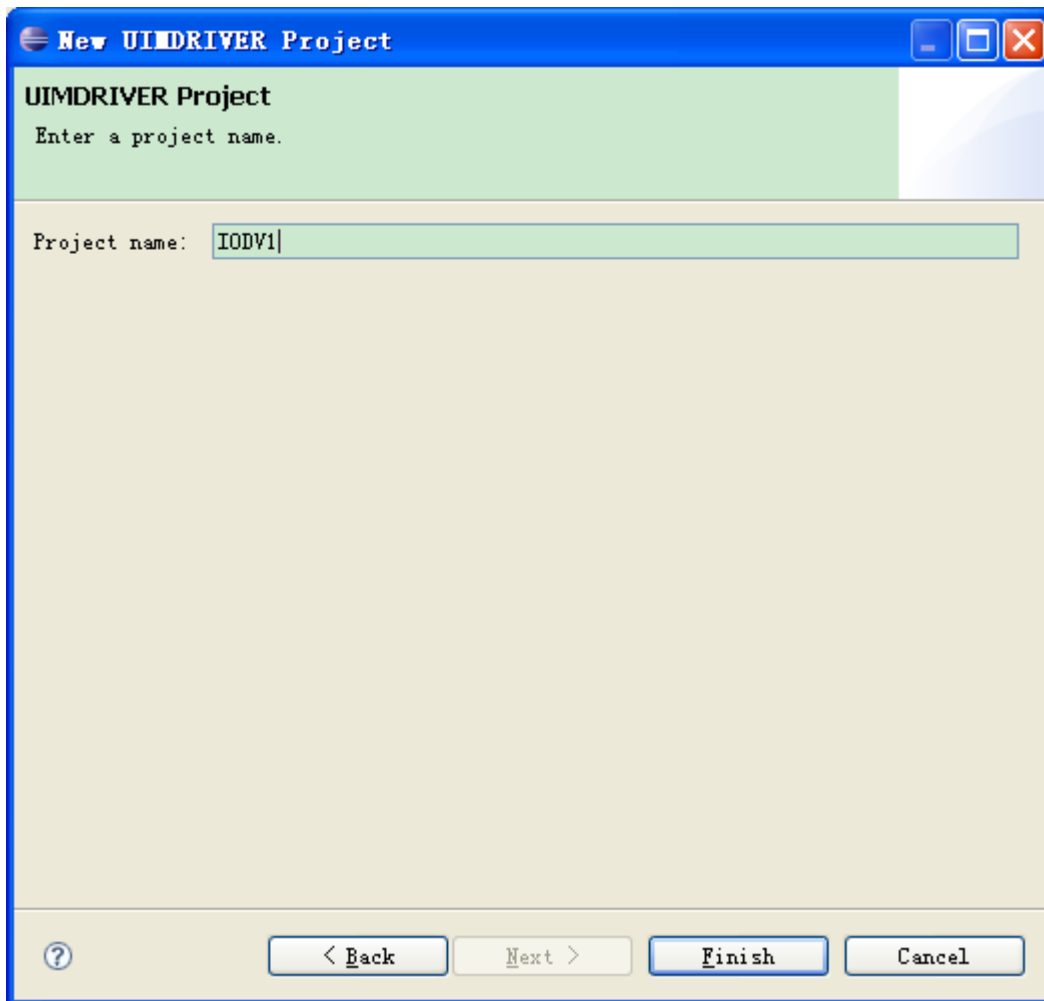 New UIMDRIVER Project
UIMDRIVER Project
Enter a project name.
Project name: IODV1
? < Back Next > Finish Cancel